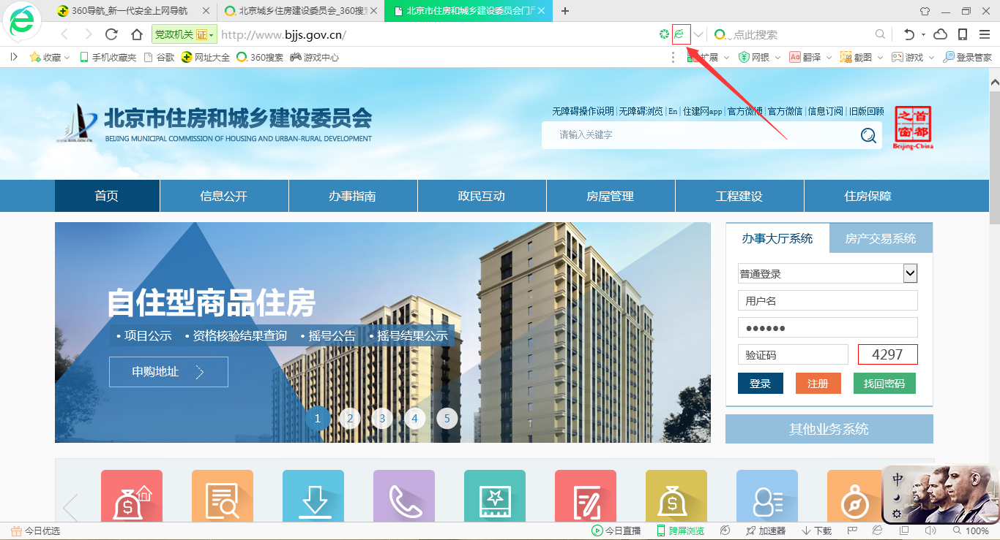 360导航_新一代安全上网导航
北京城乡住房建设委员会_360搜
北京市住房和城乡建设委员会门户
党政机关 证
http://www.bjjs.gov.cn/
点此搜索
收藏
手机收藏夹
谷歌
网址大全
360搜索
游戏中心
扩展
网银
Aa 翻译
截图
游戏
登录管家
北京市住房和城乡建设委员会
BEIJING MUNICIPAL COMMISSION OF HOUSING AND URBAN-RURAL DEVELOPMENT
无障碍操作说明|无障碍浏览|En|住建网app|官方微博|官方微信|信息订阅|旧版回顾
请输入关键字
首都之窗
Beijing-China
首页
信息公开
办事指南
政民互动
房屋管理
工程建设
住房保障
自住型商品住房
• 项目公示 • 资格核验结果查询 • 摇号公告 • 摇号结果公示
申购地址
1 2 3 4 5
办事大厅系统
房产交易系统
普通登录
用户名
●●●●●●
验证码
4297
登录
注册
找回密码
其他业务系统
中
今日优选
今日直播
跨屏浏览
加速器
下载
100%